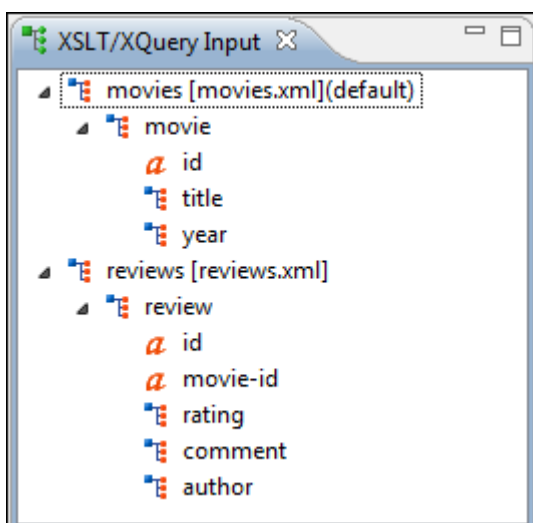 XSLT/XQuery Input
movies [movies.xml](default)
movie
a id
title
year
reviews [reviews.xml]
review
a id
a movie-id
rating
comment
author